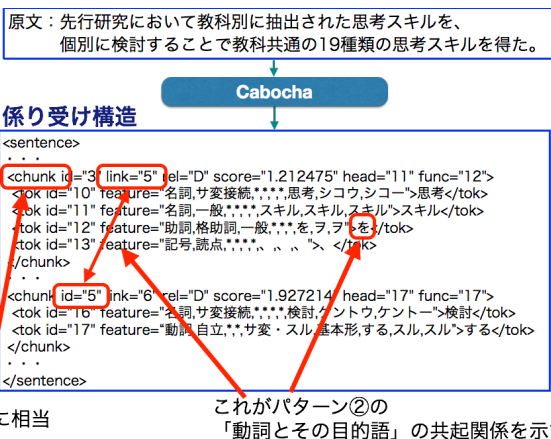 原文：先行研究において教科別に抽出された思考スキルを、
個別に検討することで教科共通の19種類の思考スキルを得た。
Cabocha
係り受け構造
<sentence>
・・・
<chunk id="3" link="5" rel="D" score="1.212475" head="11" func="12">
<tok id="10" feature="名詞,サ変接続,*,*,*,*,思考,シコウ,シコー">思考</tok>
<tok id="11" feature="名詞,一般,*,*,*,*,スキル,スキル,スキル">スキル</tok>
<tok id="12" feature="助詞,格助詞,一般,*,*,*,を,ヲ,ヲ">を</tok>
<tok id="13" feature="記号,読点,*,*,*,*,、,、,、">、</tok>
</chunk>
・・・
<chunk id="5" link="6" rel="D" score="1.927214" head="17" func="17">
<tok id="16" feature="名詞,サ変接続,*,*,*,*,検討,ケントウ,ケントー">検討</tok>
<tok id="17" feature="動詞,自立,*,*,サ変・スル,基本形,する,スル,スル">する</tok>
</chunk>
・・・
</sentence>
に相当
これがパターン②の
「動詞とその目的語」の共起関係を示